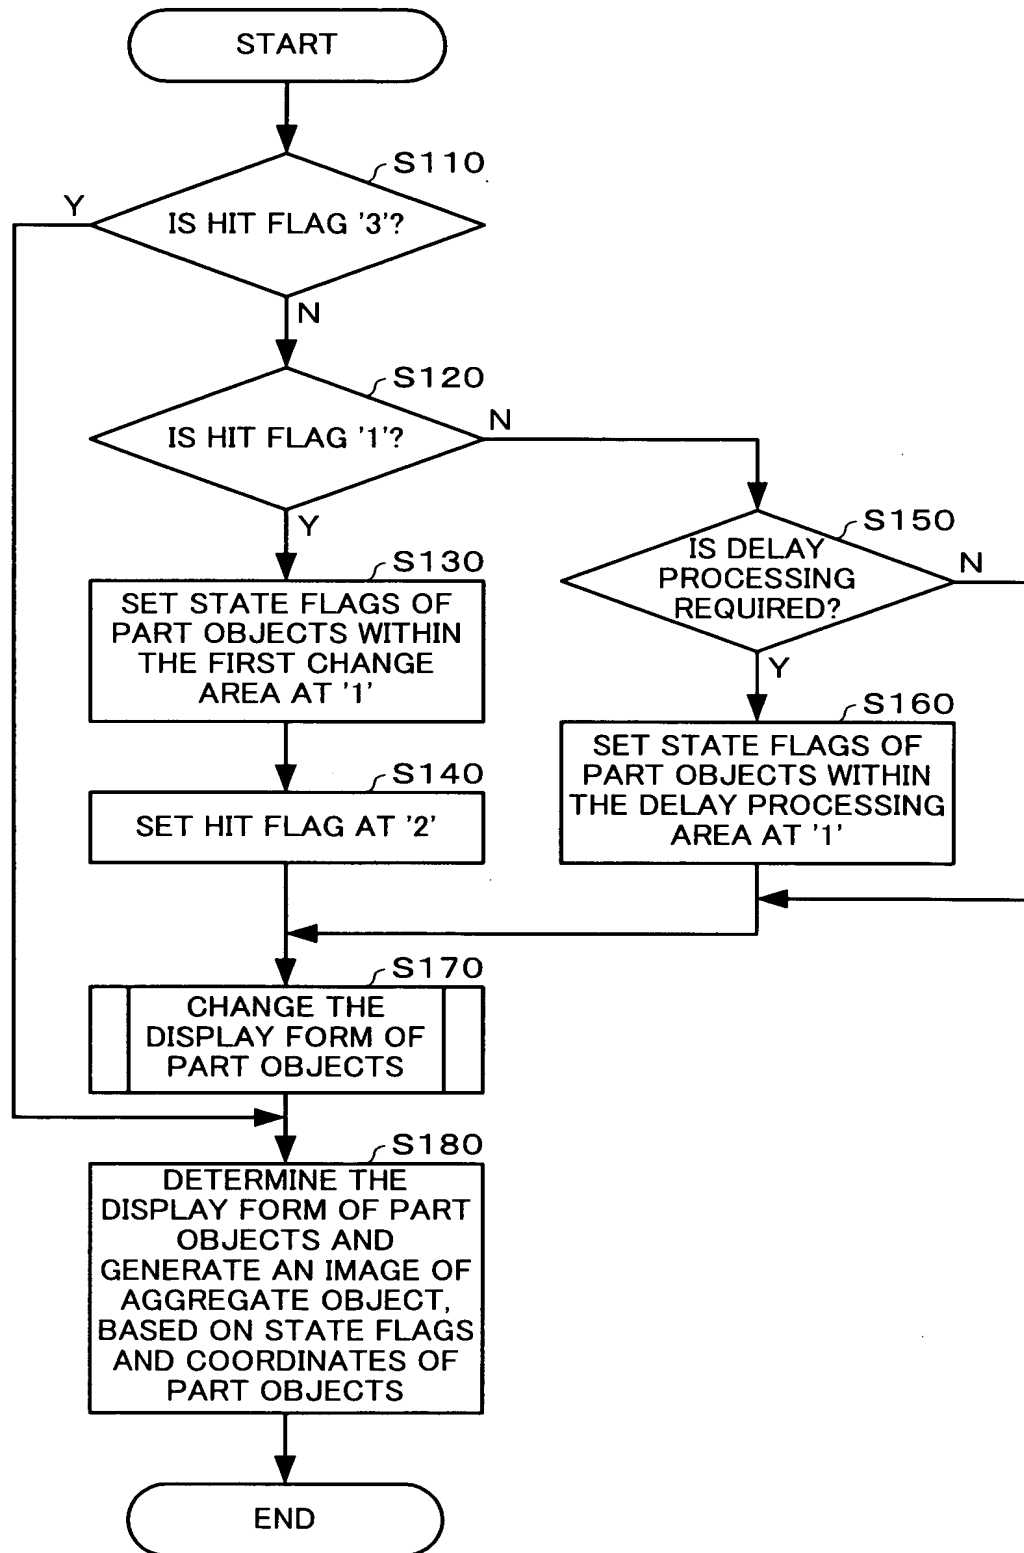 START
S110
Y
IS HIT FLAG '3'?
N
S120
IS HIT FLAG '1'?
N
Y
S130
SET STATE FLAGS OF
PART OBJECTS WITHIN
THE FIRST CHANGE
AREA AT '1'
S140
SET HIT FLAG AT '2'
S150
IS DELAY
PROCESSING
REQUIRED?
N
Y
S160
SET STATE FLAGS OF
PART OBJECTS WITHIN
THE DELAY PROCESSING
AREA AT '1'
S170
CHANGE THE
DISPLAY FORM OF
PART OBJECTS
S180
DETERMINE THE
DISPLAY FORM OF PART
OBJECTS AND
GENERATE AN IMAGE OF
AGGREGATE OBJECT,
BASED ON STATE FLAGS
AND COORDINATES OF
PART OBJECTS
END